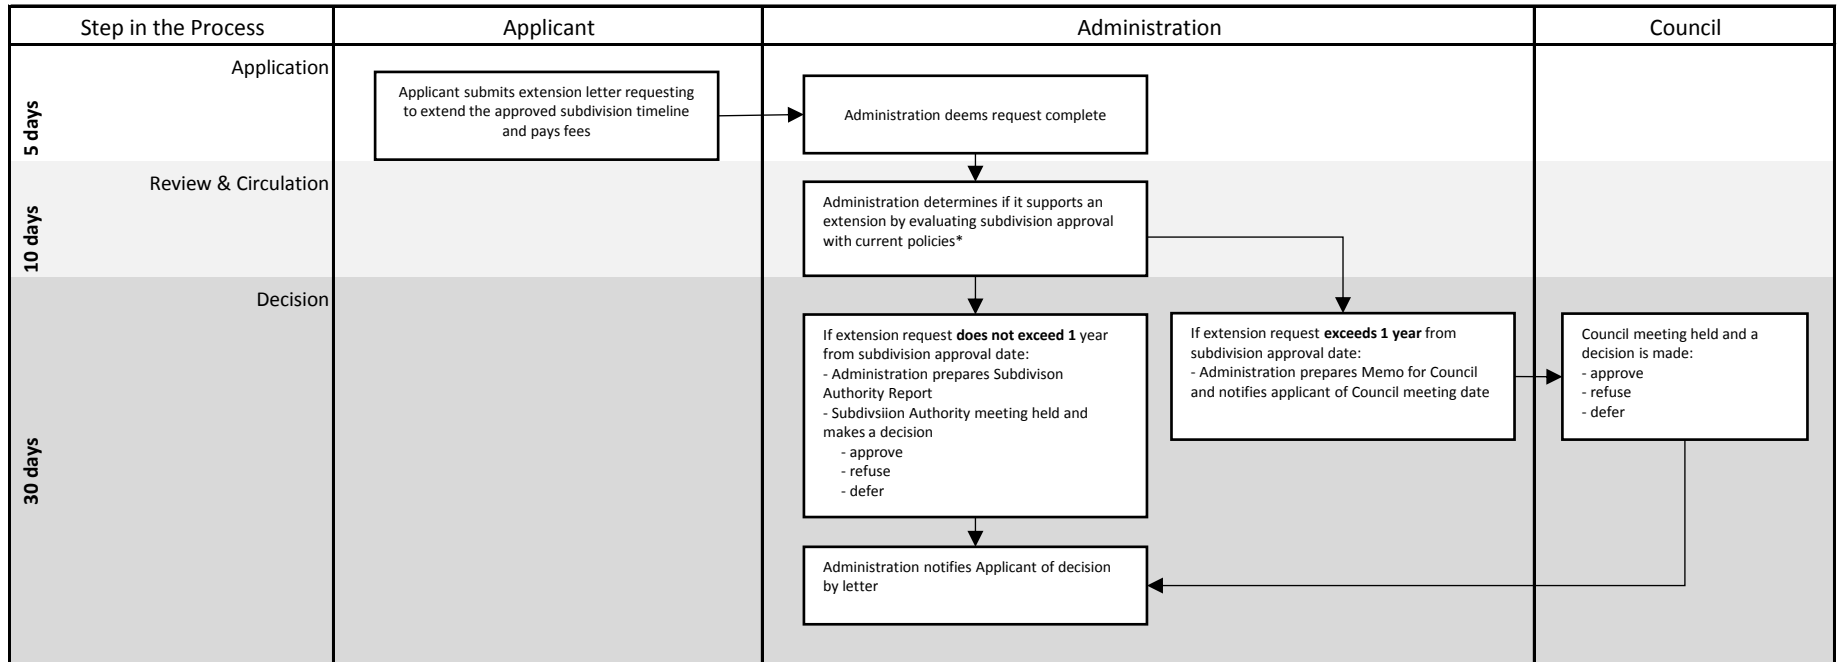 Step in the Process
Applicant
Administration
Council
Application
5 days
Applicant submits extension letter requesting
to extend the approved subdivision timeline
and pays fees
Administration deems request complete
Review & Circulation
10 days
Administration determines if it supports an
extension by evaluating subdivision approval
with current policies*
Decision
30 days
If extension request does not exceed 1 year
from subdivision approval date:
- Administration prepares Subdivison
Authority Report
- Subdivsiion Authority meeting held and
makes a decision
- approve
- refuse
- defer
If extension request exceeds 1 year from
subdivision approval date:
- Administration prepares Memo for Council
and notifies applicant of Council meeting date
Council meeting held and a
decision is made:
- approve
- refuse
- defer
Administration notifies Applicant of decision
by letter